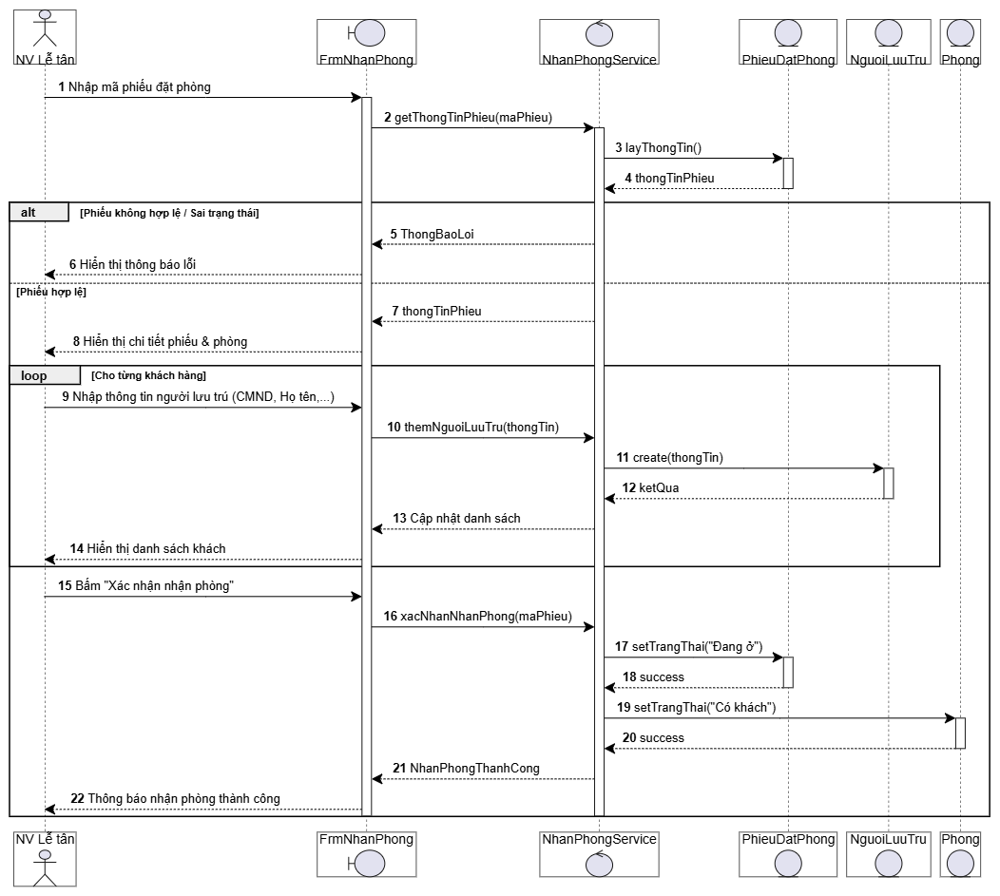 NV Lễ tân
FrmNhanPhong
NhanPhongService
PhieuDatPhong
NguoiLuuTru
Phong
1 Nhập mã phiếu đặt phòng
2 getThongTinPhieu(maPhieu)
3 layThongTin()
4 thongTinPhieu
alt
[Phiếu không hợp lệ / Sai trạng thái]
5 ThongBaoLoi
6 Hiển thị thông báo lỗi
[Phiếu hợp lệ]
7 thongTinPhieu
8 Hiển thị chi tiết phiếu & phòng
loop
[Cho từng khách hàng]
9 Nhập thông tin người lưu trú (CMND, Họ tên,...)
10 themNguoiLuuTru(thongTin)
11 create(thongTin)
12 ketQua
13 Cập nhật danh sách
14 Hiển thị danh sách khách
15 Bấm "Xác nhận nhận phòng"
16 xacNhanNhanPhong(maPhieu)
17 setTrangThai("Đang ở")
18 success
19 setTrangThai("Có khách")
20 success
21 NhanPhongThanhCong
22 Thông báo nhận phòng thành công
NV Lễ tân
FrmNhanPhong
NhanPhongService
PhieuDatPhong
NguoiLuuTru
Phong